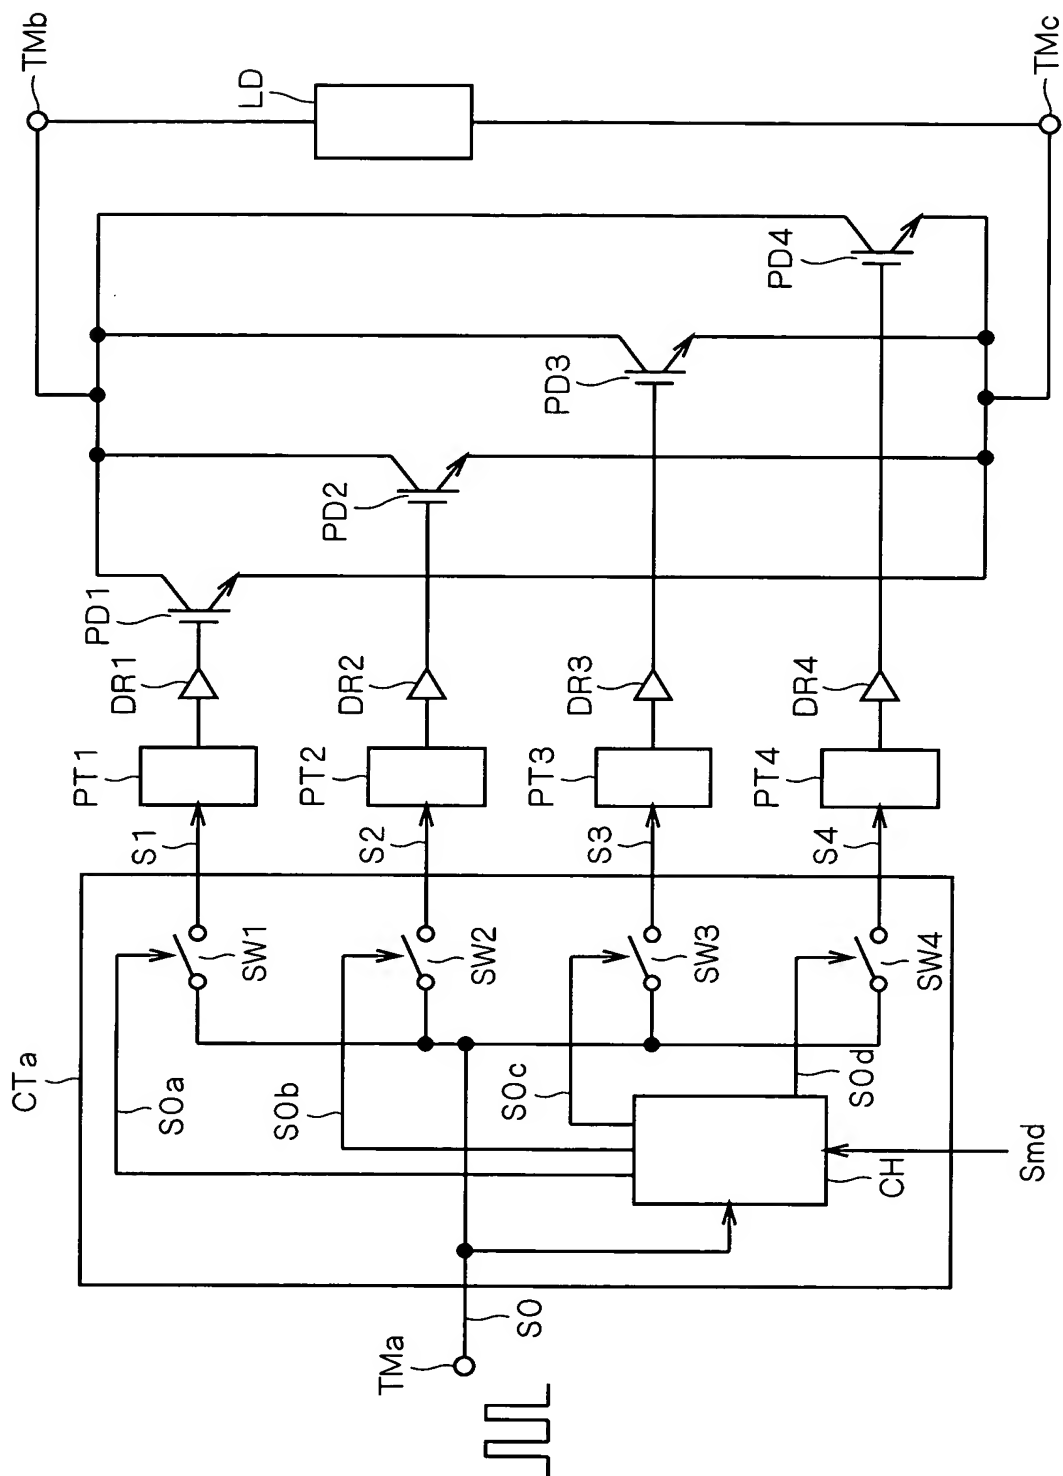 TMb
LD
TMc
PD4
PD3
PD2
PD1
DR1
DR2
DR3
DR4
PT1
PT2
PT3
PT4
S1
S2
S3
S4
CTa
SW1
SW2
SW3
SW4
S0a
S0b
S0c
S0d
CH
Smd
S0
TMa